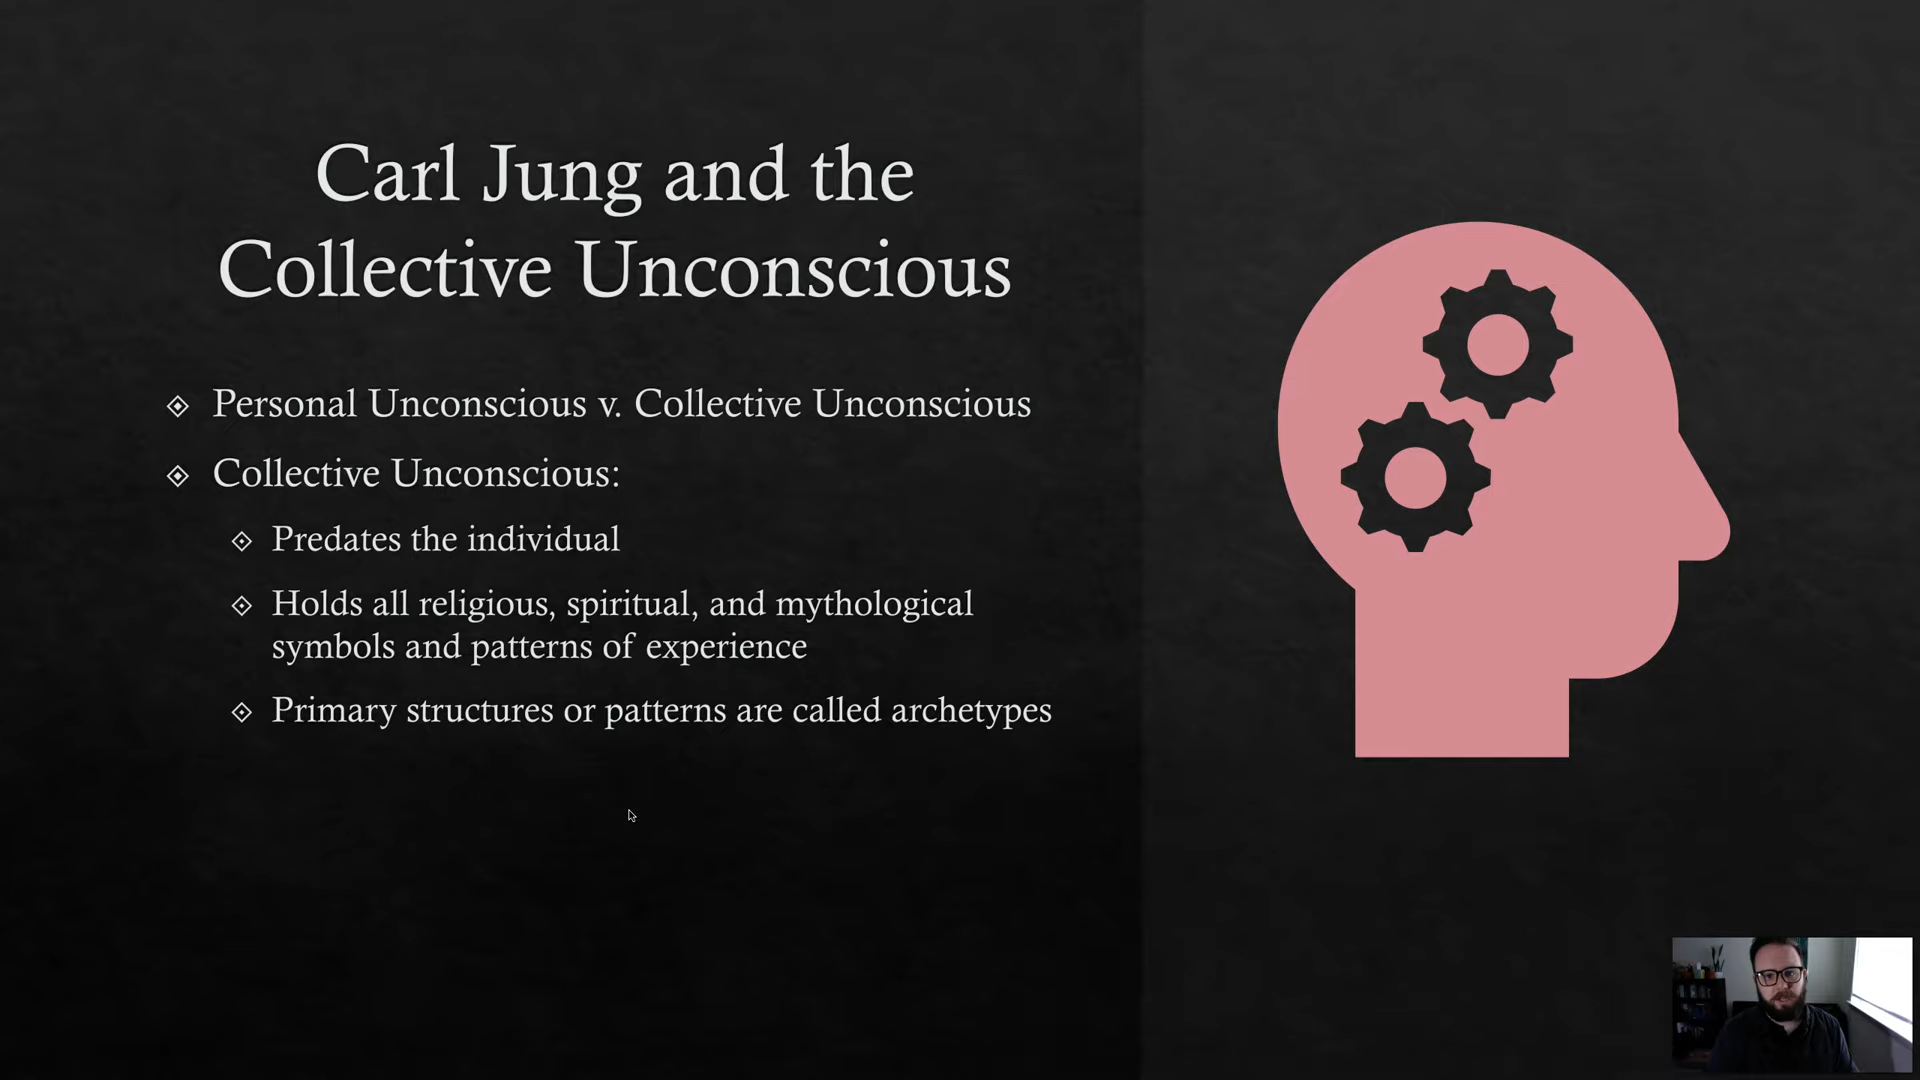 Carl Jung and the
Collective Unconscious
Personal Unconscious v. Collective Unconscious
Collective Unconscious:
Predates the individual
Holds all religious, spiritual, and mythological
symbols and patterns of experience
Primary structures or patterns are called archetypes